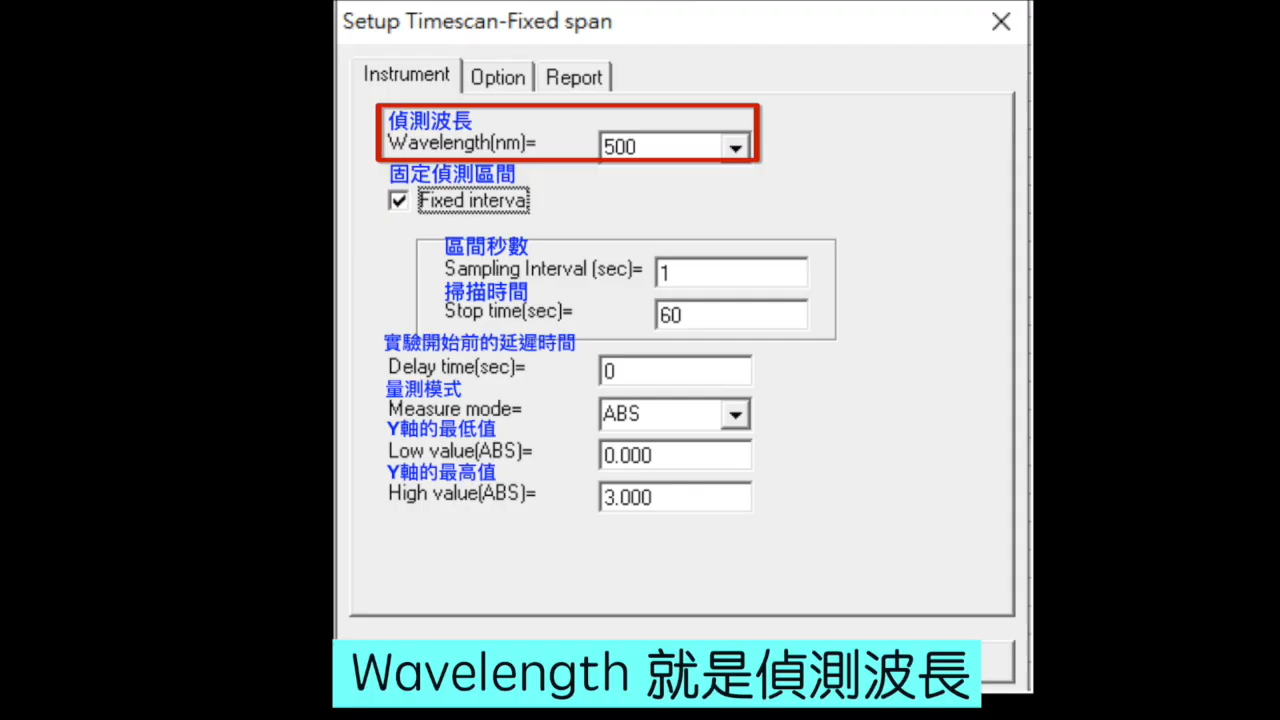 Setup Timescan-Fixed span
Instrument Option Report
偵測波長
Wavelength(nm)= 500
固定偵測區間
Fixed interval
區間秒數
Sampling Interval (sec)= 1
掃描時間
Stop time(sec)= 60
實驗開始前的延遲時間
Delay time(sec)= 0
量測模式
Measure mode= ABS
Y軸的最低值
Low value(ABS)= 0.000
Y軸的最高值
High value(ABS)= 3.000
Wavelength 就是偵測波長